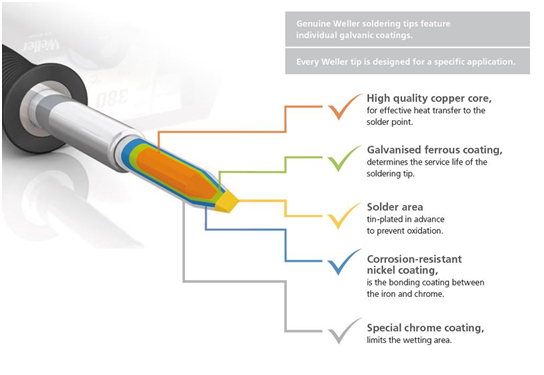 Genuine Weller soldering tips feature
individual galvanic coatings.
Every Weller tip is designed for a specific application.
High quality copper core,
for effective heat transfer to the
solder point.
Galvanised ferrous coating,
determines the service life of the
soldering tip.
Solder area
tin-plated in advance
to prevent oxidation.
Corrosion-resistant
nickel coating,
is the bonding coating between
the iron and chrome.
Special chrome coating,
limits the wetting area.
Weller
380